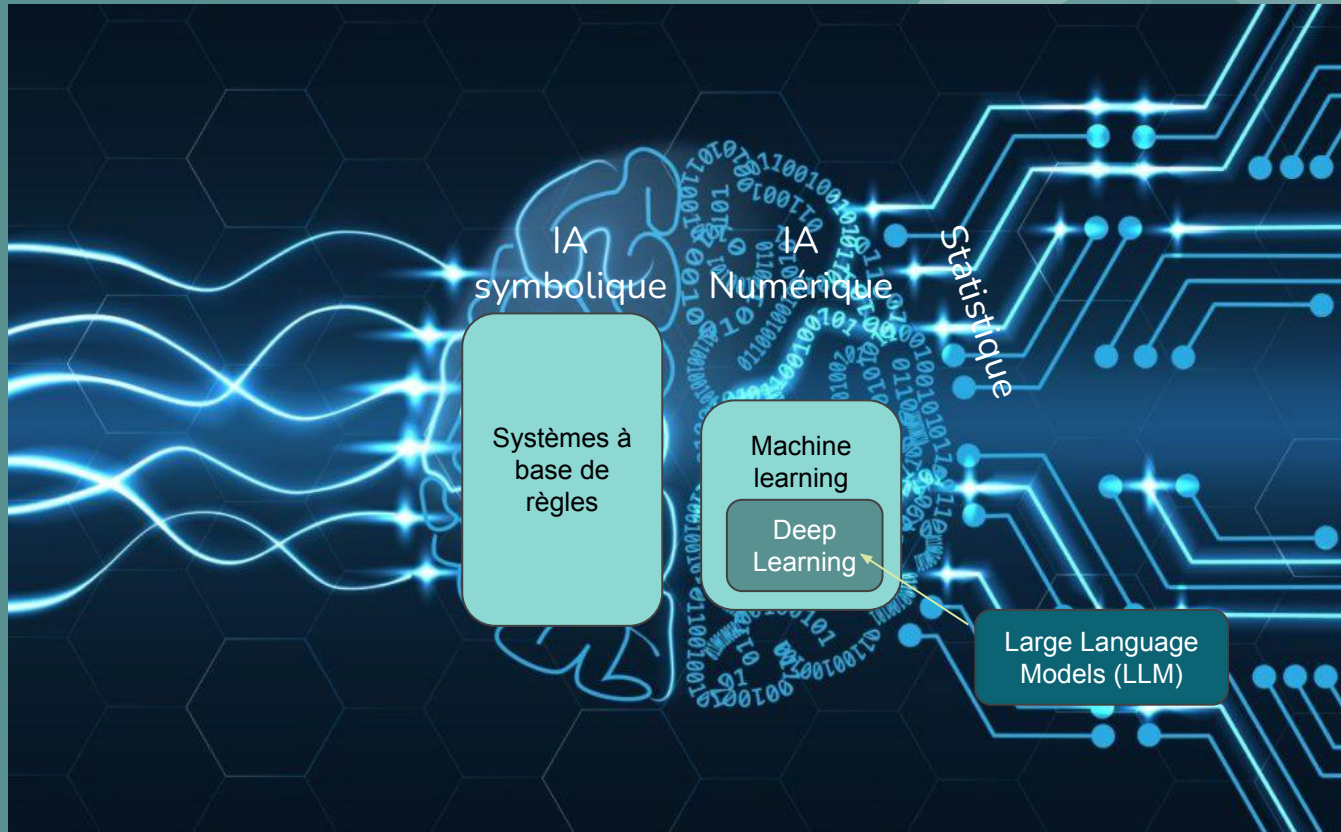 IA
symbolique
IA
Numérique
Statistique
Systèmes à
base de
règles
Machine
learning
Deep
Learning
Large Language
Models (LLM)